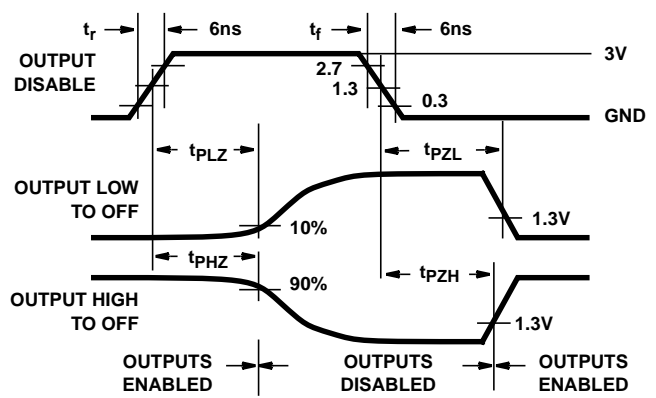 tr
6ns
tf
6ns
OUTPUT
DISABLE
2.7
1.3
0.3
3V
GND
tPLZ
tPZL
OUTPUT LOW
TO OFF
10%
1.3V
tPHZ
90%
tPZH
OUTPUT HIGH
TO OFF
1.3V
OUTPUTS
ENABLED
OUTPUTS
DISABLED
OUTPUTS
ENABLED